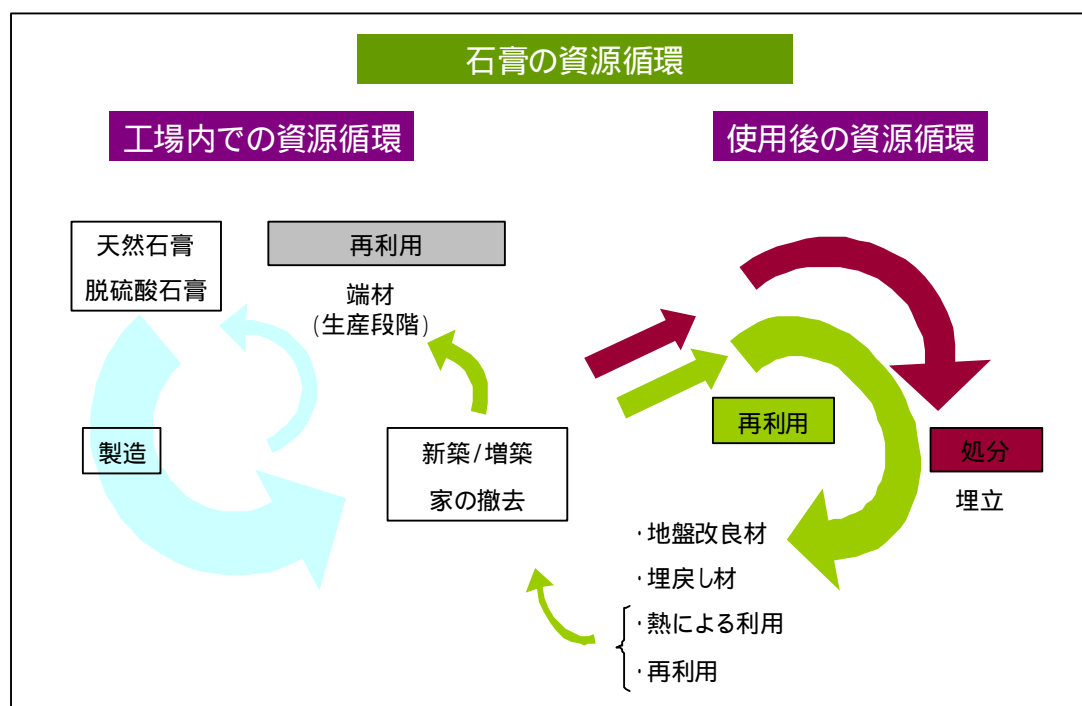 石膏の資源循環
工場内での資源循環
使用後の資源循環
天然石膏
脱硫酸石膏
再利用
端材
(生産段階)
製造
新築/増築
家の撤去
再利用
処分
埋立
・地盤改良材
・埋戻し材
・熱による利用
・再利用